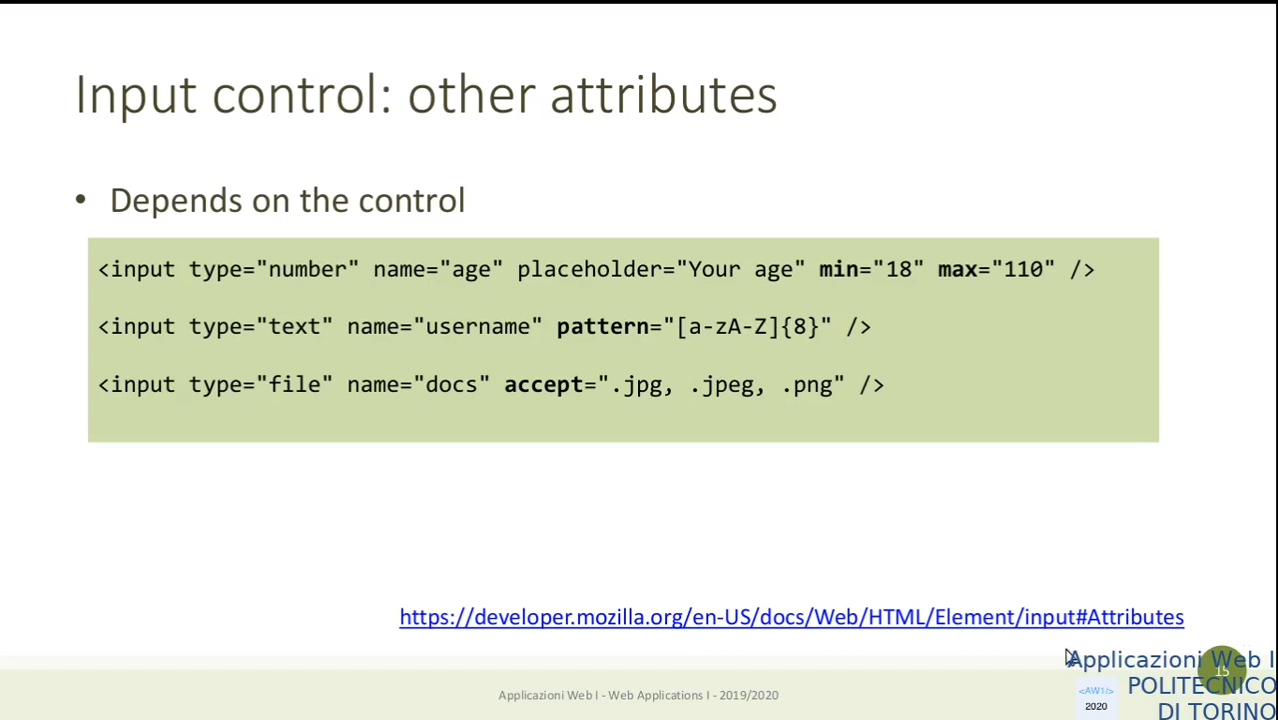 Input control: other attributes
• Depends on the control
<input type="number" name="age" placeholder="Your age" min="18" max="110" />
<input type="text" name="username" pattern="[a-zA-Z]{8}" />
<input type="file" name="docs" accept=".jpg, .jpeg, .png" />
https://developer.mozilla.org/en-US/docs/Web/HTML/Element/input#Attributes
Applicazioni Web I - Web Applications I - 2019/2020
15
Applicazioni Web I
POLITECNICO
DI TORINO
<AW1/>
2020